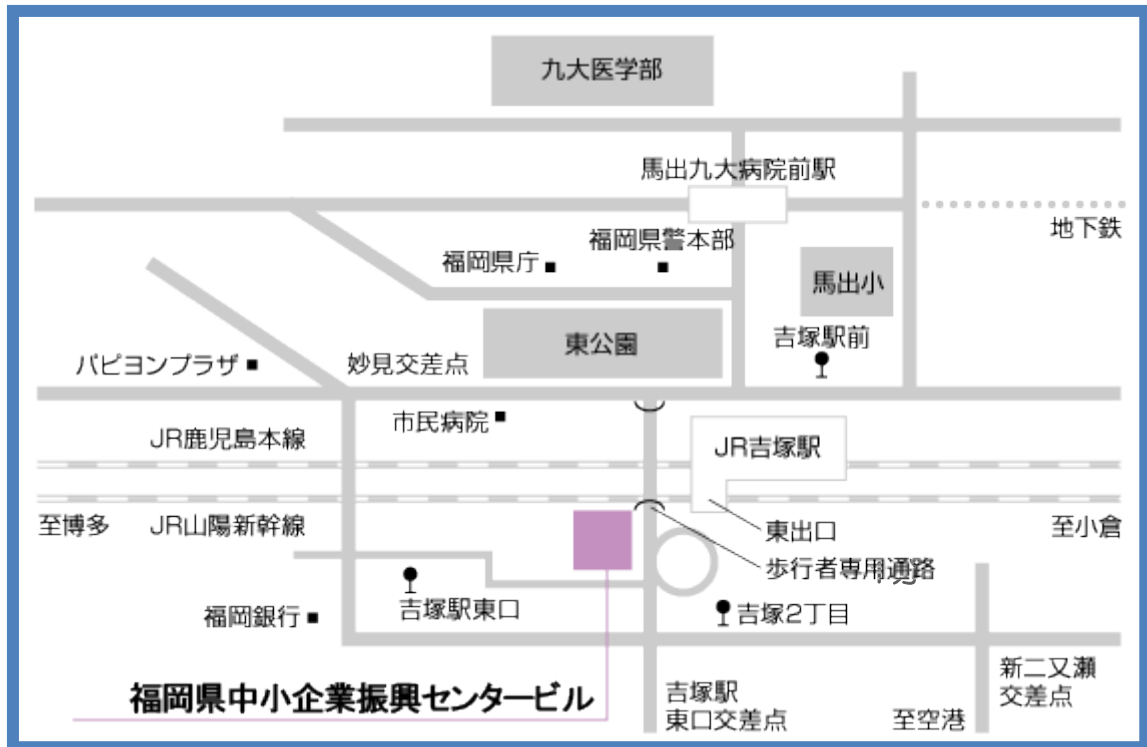 九大医学部
馬出九大病院前駅
地下鉄
福岡県警本部
福岡県庁
馬出小
吉塚駅前
東公園
パピヨンプラザ
妙見交差点
市民病院
JR鹿児島本線
JR吉塚駅
至博多
JR山陽新幹線
東出口
至小倉
歩行者専用通路
吉塚駅東口
福岡銀行
吉塚2丁目
新二又瀬
交差点
福岡県中小企業振興センタービル
吉塚駅
東口交差点
至空港